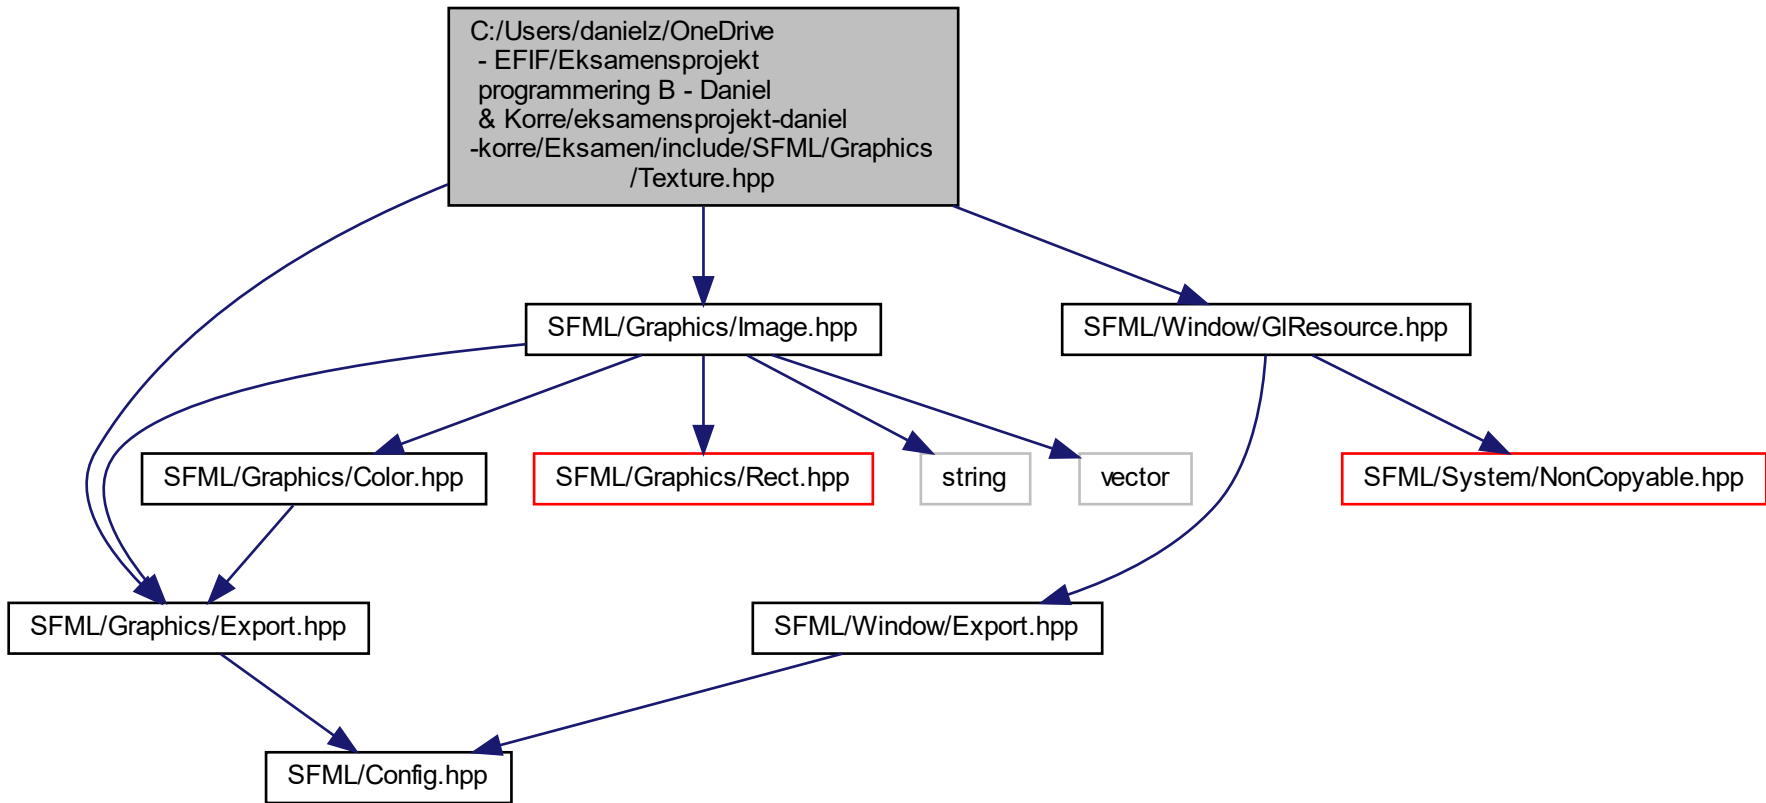 C:/Users/danielz/OneDrive
- EFIF/Eksamensprojekt
programmering B - Daniel
& Korre/eksamensprojekt-daniel
-korre/Eksamen/include/SFML/Graphics
/Texture.hpp
SFML/Graphics/Image.hpp
SFML/Window/GlResource.hpp
SFML/Graphics/Color.hpp
SFML/Graphics/Rect.hpp
string
vector
SFML/System/NonCopyable.hpp
SFML/Graphics/Export.hpp
SFML/Window/Export.hpp
SFML/Config.hpp